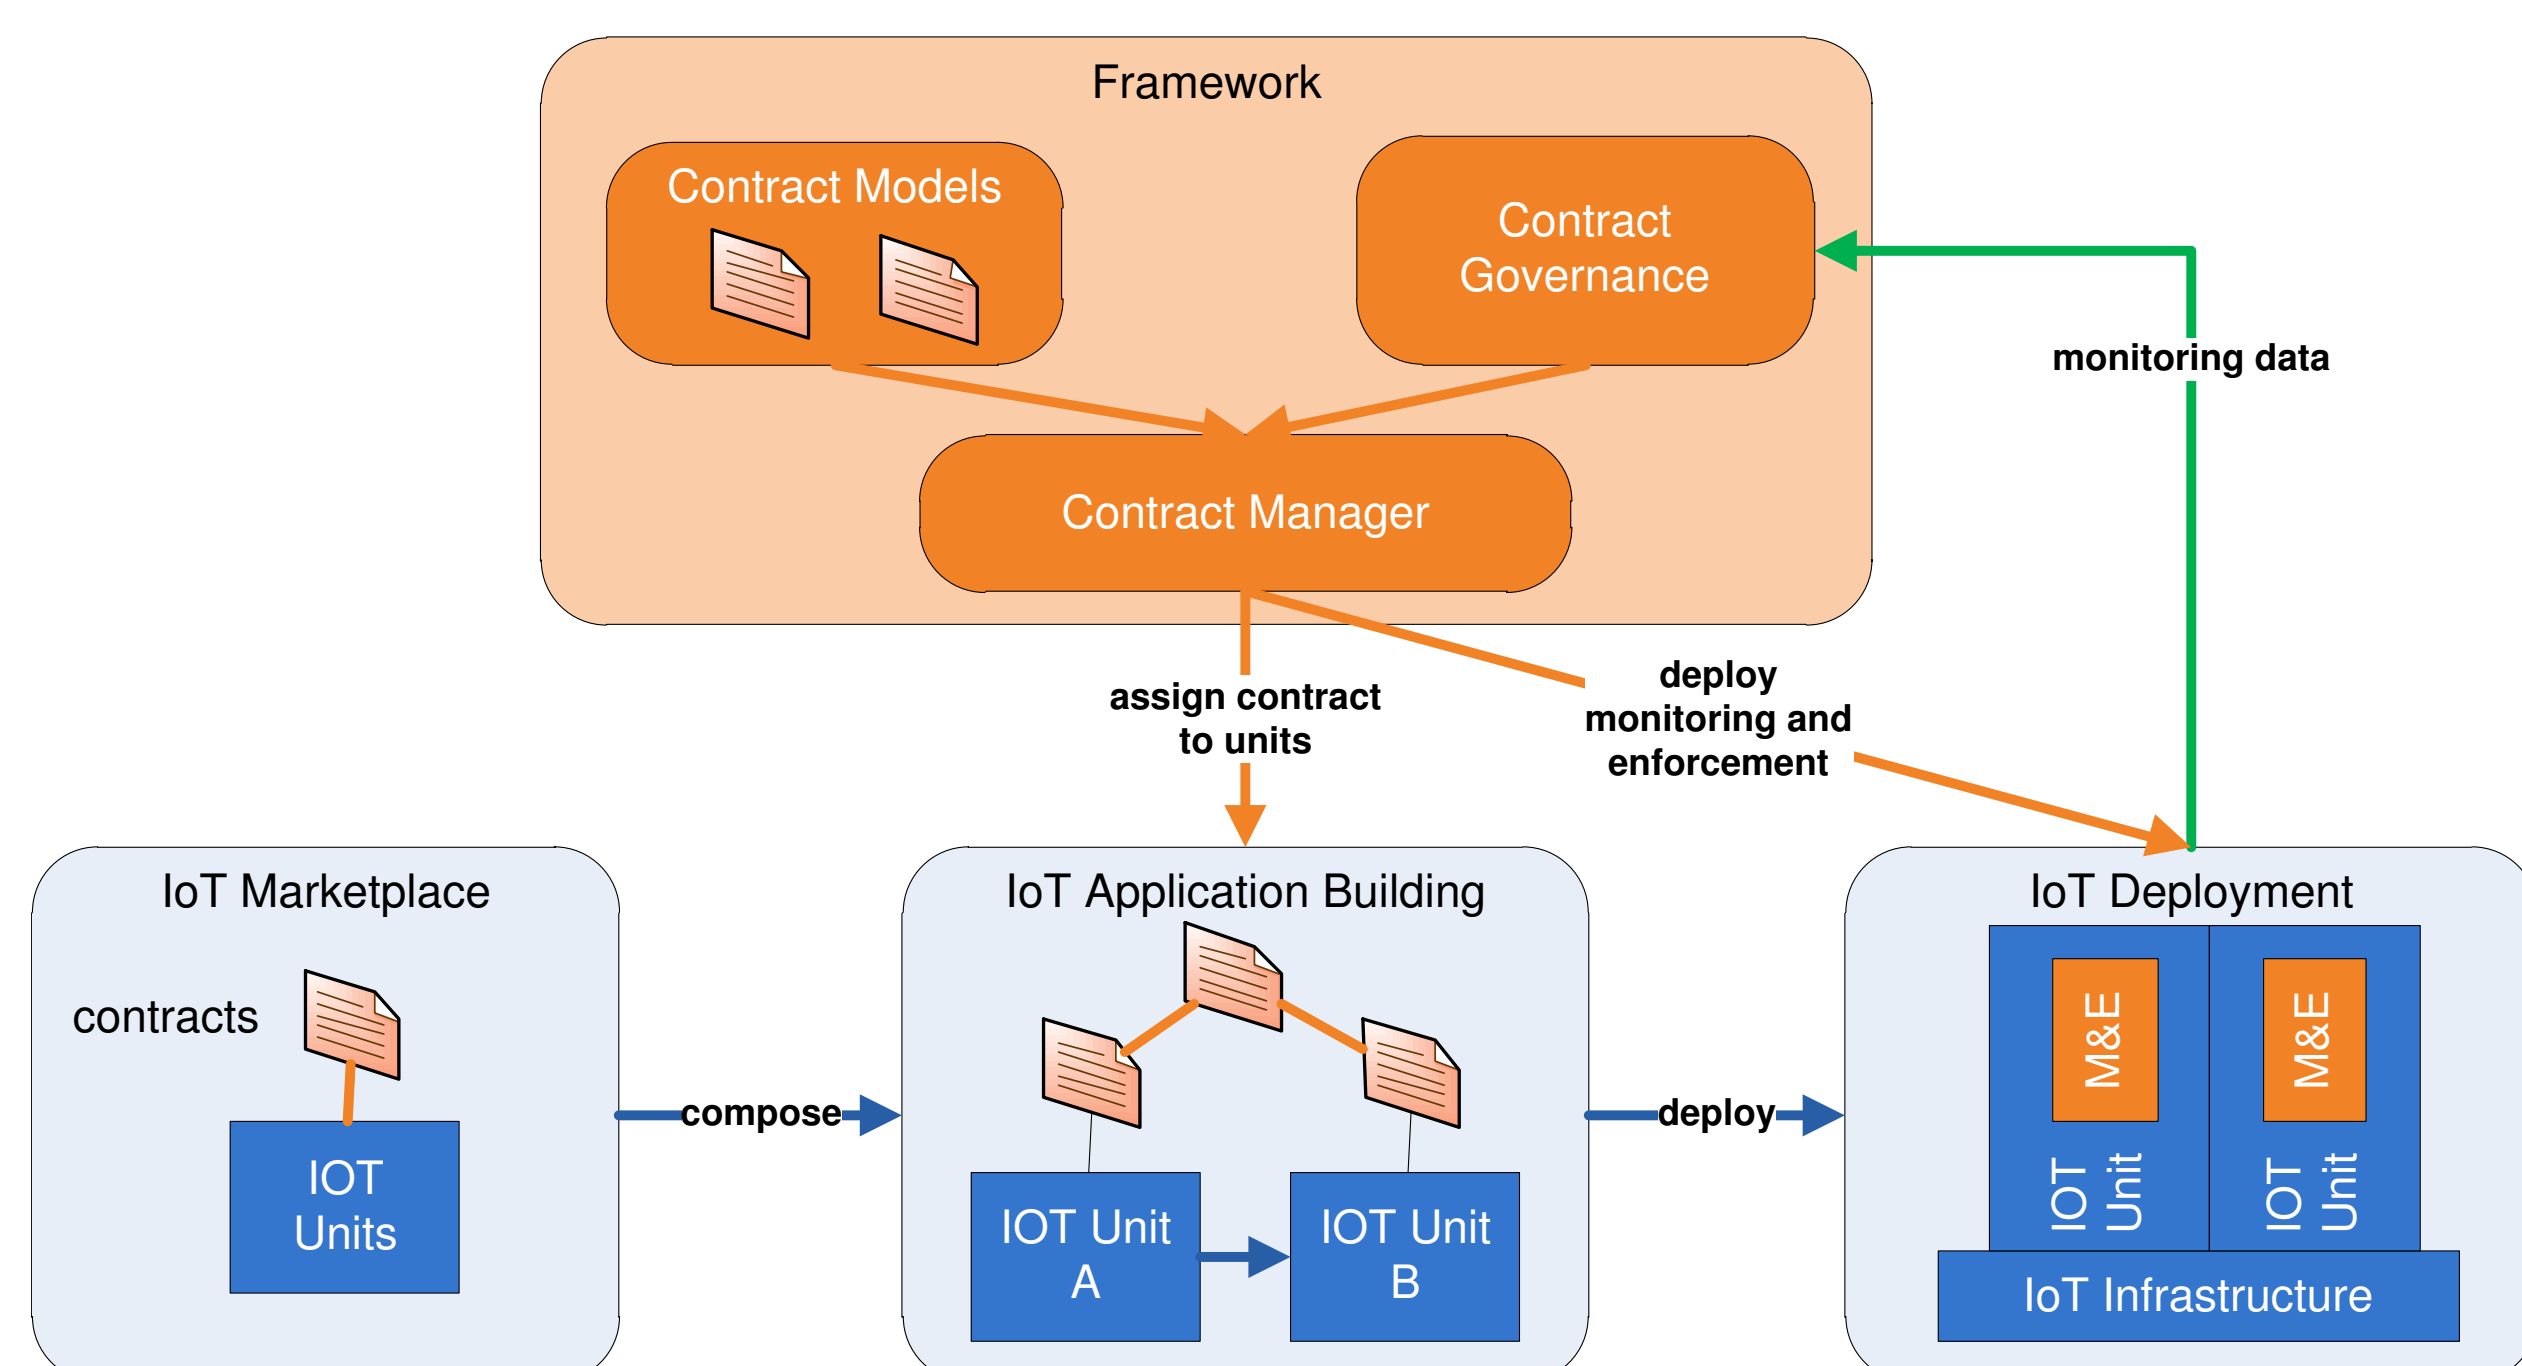 Framework
Contract Models
Contract
Governance
Contract Manager
monitoring data
assign contract
to units
deploy
monitoring and
enforcement
IoT Marketplace
contracts
IOT
Units
compose
IoT Application Building
IOT Unit
A
IOT Unit
B
deploy
IoT Deployment
M&E
IOT
Unit
M&E
IOT
Unit
IoT Infrastructure